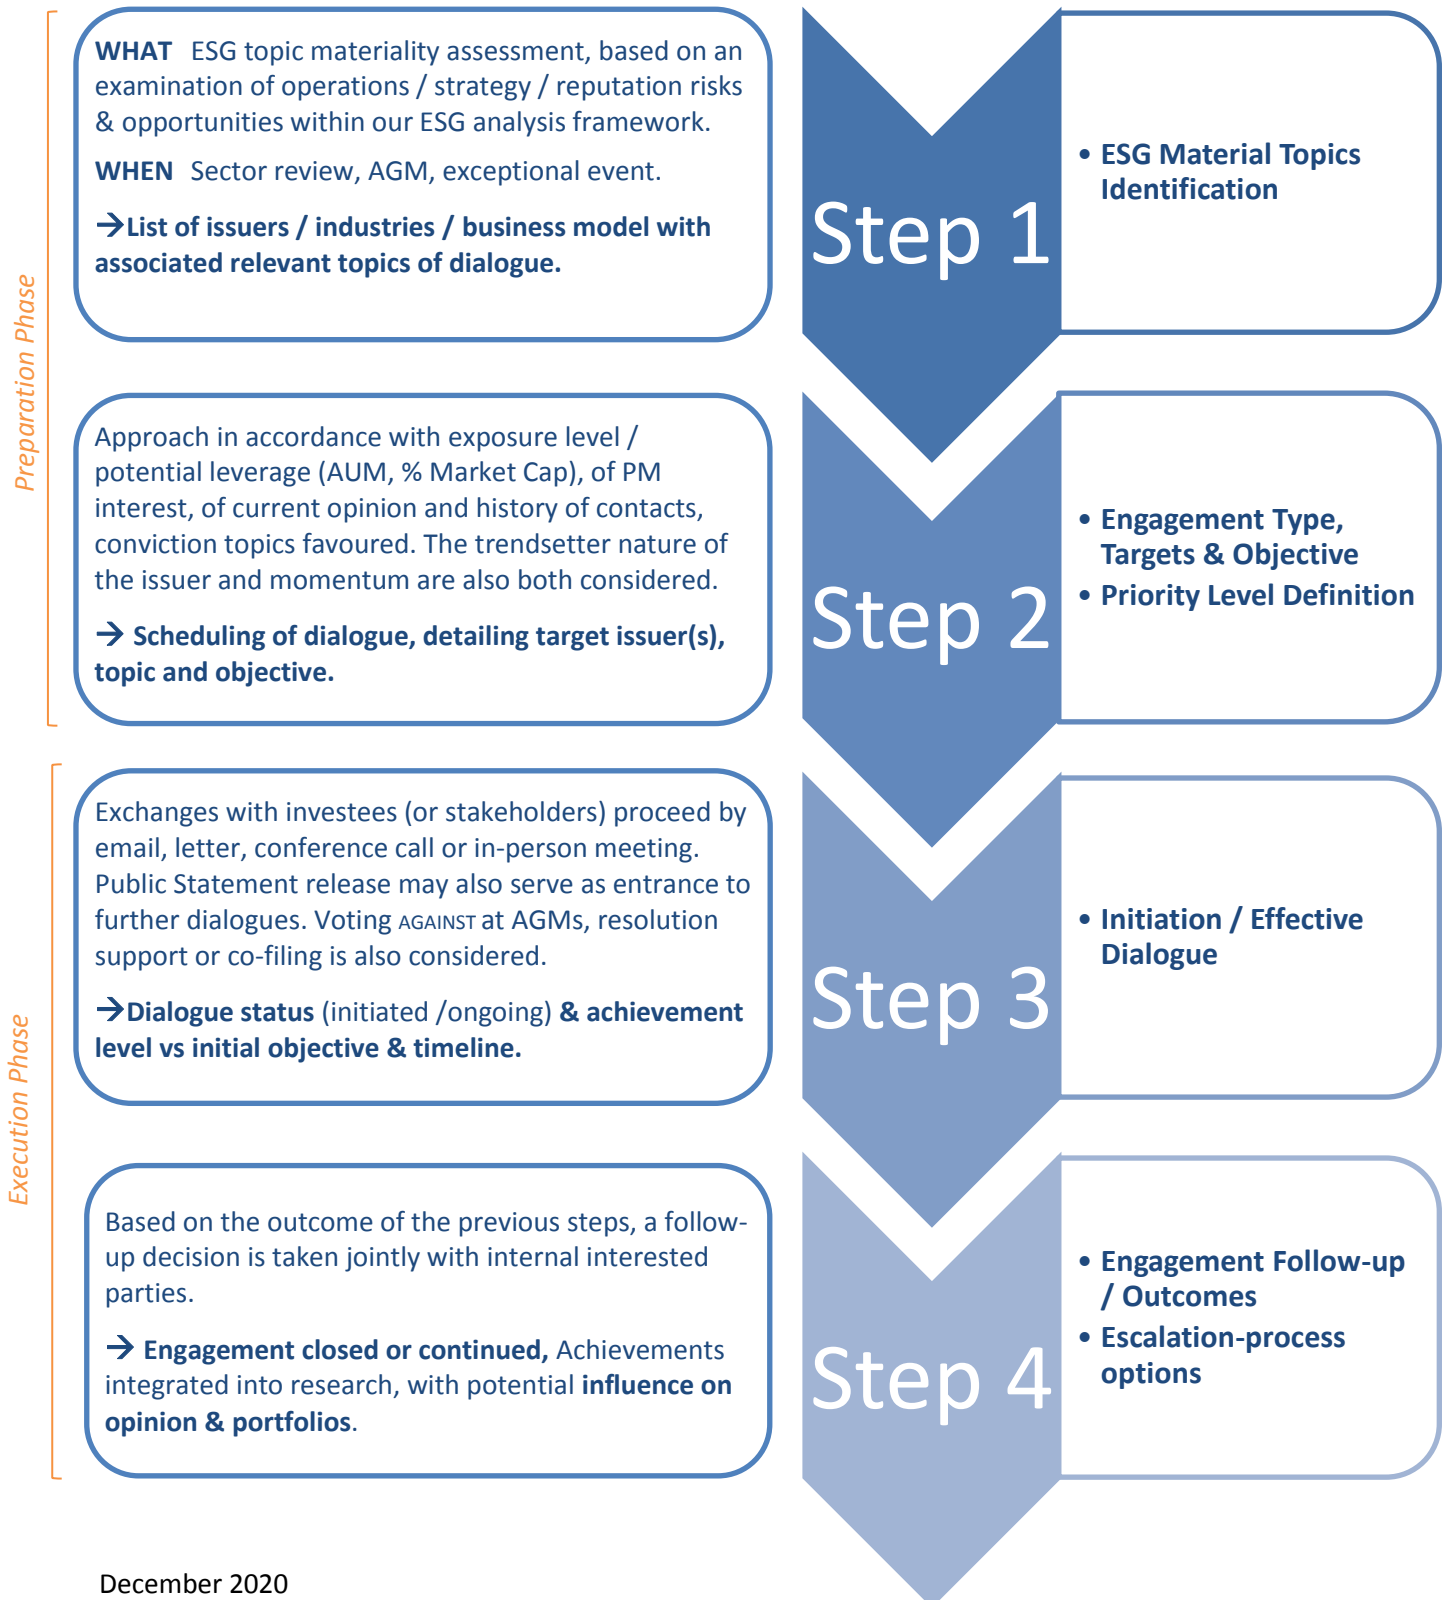 Preparation Phase
WHAT ESG topic materiality assessment, based on an
examination of operations / strategy / reputation risks
& opportunities within our ESG analysis framework.
WHEN Sector review, AGM, exceptional event.
→List of issuers / industries / business model with
associated relevant topics of dialogue.
Step 1
• ESG Material Topics
Identification
Approach in accordance with exposure level /
potential leverage (AUM, % Market Cap), of PM
interest, of current opinion and history of contacts,
conviction topics favoured. The trendsetter nature of
the issuer and momentum are also both considered.
→ Scheduling of dialogue, detailing target issuer(s),
topic and objective.
Step 2
• Engagement Type,
Targets & Objective
• Priority Level Definition
Execution Phase
Exchanges with investees (or stakeholders) proceed by
email, letter, conference call or in-person meeting.
Public Statement release may also serve as entrance to
further dialogues. Voting AGAINST at AGMs, resolution
support or co-filing is also considered.
→Dialogue status (initiated /ongoing) & achievement
level vs initial objective & timeline.
Step 3
• Initiation / Effective
Dialogue
Based on the outcome of the previous steps, a follow-
up decision is taken jointly with internal interested
parties.
→ Engagement closed or continued, Achievements
integrated into research, with potential influence on
opinion & portfolios.
Step 4
• Engagement Follow-up
/ Outcomes
• Escalation-process
options
December 2020